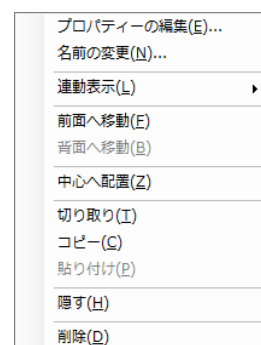 プロパティーの編集(E)...
名前の変更(N)...
連動表示(L)
前面へ移動(F)
背面へ移動(B)
中心へ配置(Z)
切り取り(T)
コピー(C)
貼り付け(P)
隠す(H)
削除(D)